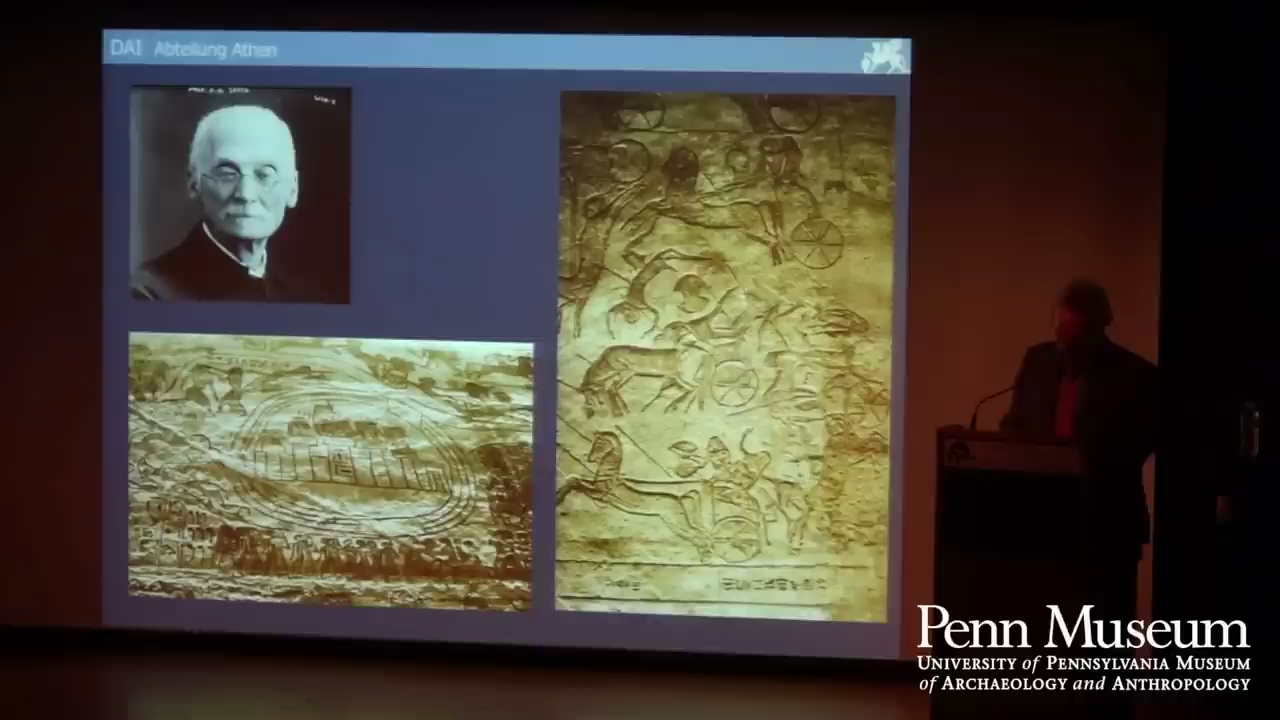 DAI Abteilung Athen
Penn Museum
UNIVERSITY of PENNSYLVANIA MUSEUM
of ARCHAEOLOGY and ANTHROPOLOGY